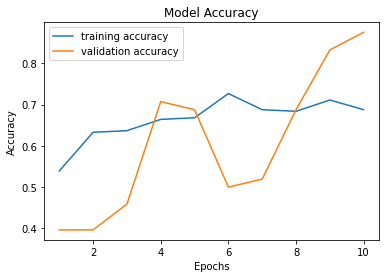 Model Accuracy
training accuracy
validation accuracy
Accuracy
0.8
0.7
0.6
0.5
0.4
2 4 6 8 10
Epochs